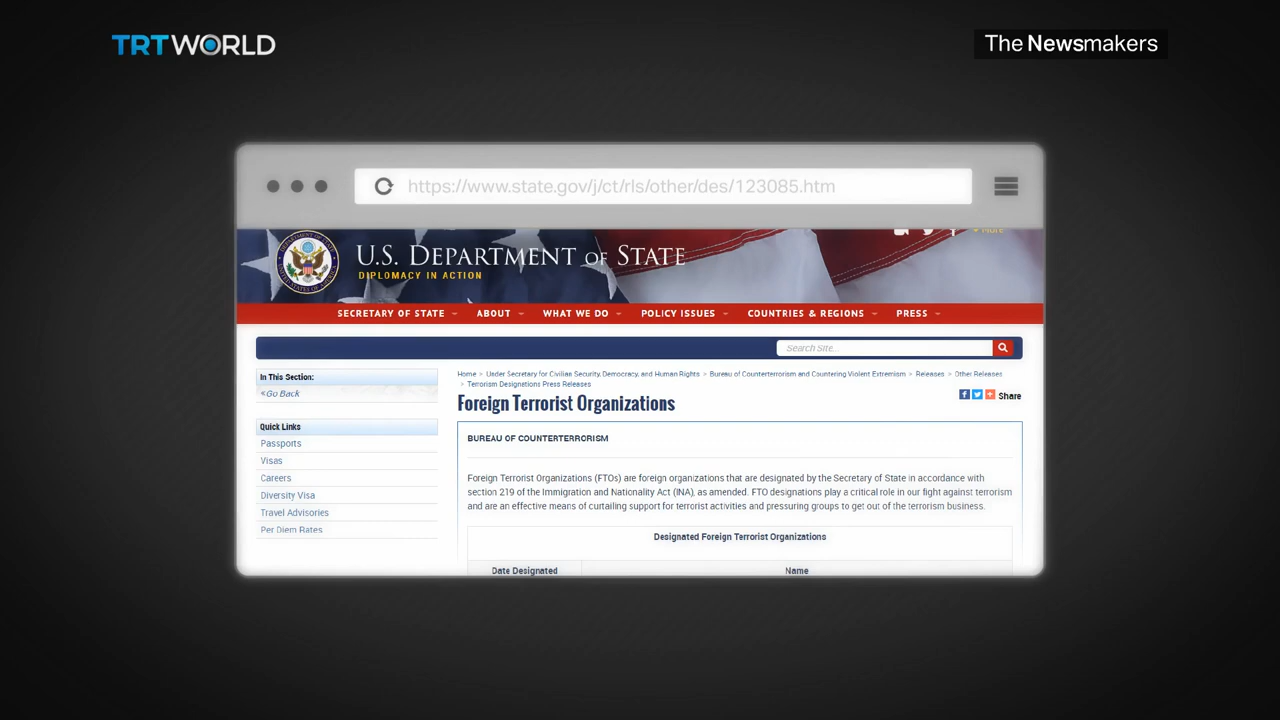 TRT WORLD
The Newsmakers
https://www.state.gov/j/ct/rls/other/des/123085.htm
U.S. DEPARTMENT OF STATE
DIPLOMACY IN ACTION
SECRETARY OF STATE ABOUT WHAT WE DO POLICY ISSUES COUNTRIES & REGIONS PRESS
Search Site...
In This Section:
<Go Back
Quick Links
Passports
Visas
Careers
Diversity Visa
Travel Advisories
Per Diem Rates
Home > Under Secretary for Civilian Security, Democracy, and Human Rights > Bureau of Counterterrorism and Countering Violent Extremism > Releases > Other Releases
> Terrorism Designations Press Releases
Foreign Terrorist Organizations
Share
BUREAU OF COUNTERTERRORISM
Foreign Terrorist Organizations (FTOs) are foreign organizations that are designated by the Secretary of State in accordance with
section 219 of the Immigration and Nationality Act (INA), as amended. FTO designations play a critical role in our fight against terrorism
and are an effective means of curtailing support for terrorist activities and pressuring groups to get out of the terrorism business.
Designated Foreign Terrorist Organizations
Date Designated Name